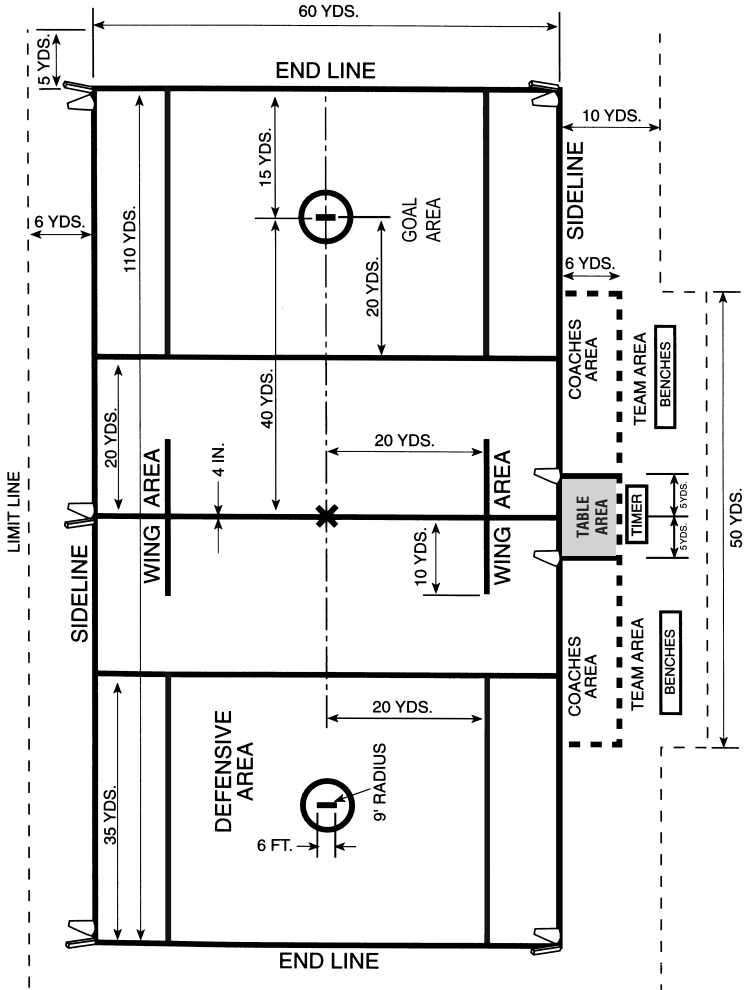 60 YDS.
5 YDS.
END LINE
10 YDS.
15 YDS.
SIDELINE
GOAL
AREA
6 YDS.
110 YDS.
6 YDS.
20 YDS.
COACHES
AREA
TEAM AREA
BENCHES
40 YDS.
20 YDS.
20 YDS.
4 IN.
WING AREA
WING AREA
LIMIT LINE
TABLE
AREA
TIMER
5 YDS.
5 YDS.
50 YDS.
10 YDS.
SIDELINE
COACHES
AREA
TEAM AREA
BENCHES
20 YDS.
DEFENSIVE
AREA
35 YDS.
9' RADIUS
6 FT.
END LINE